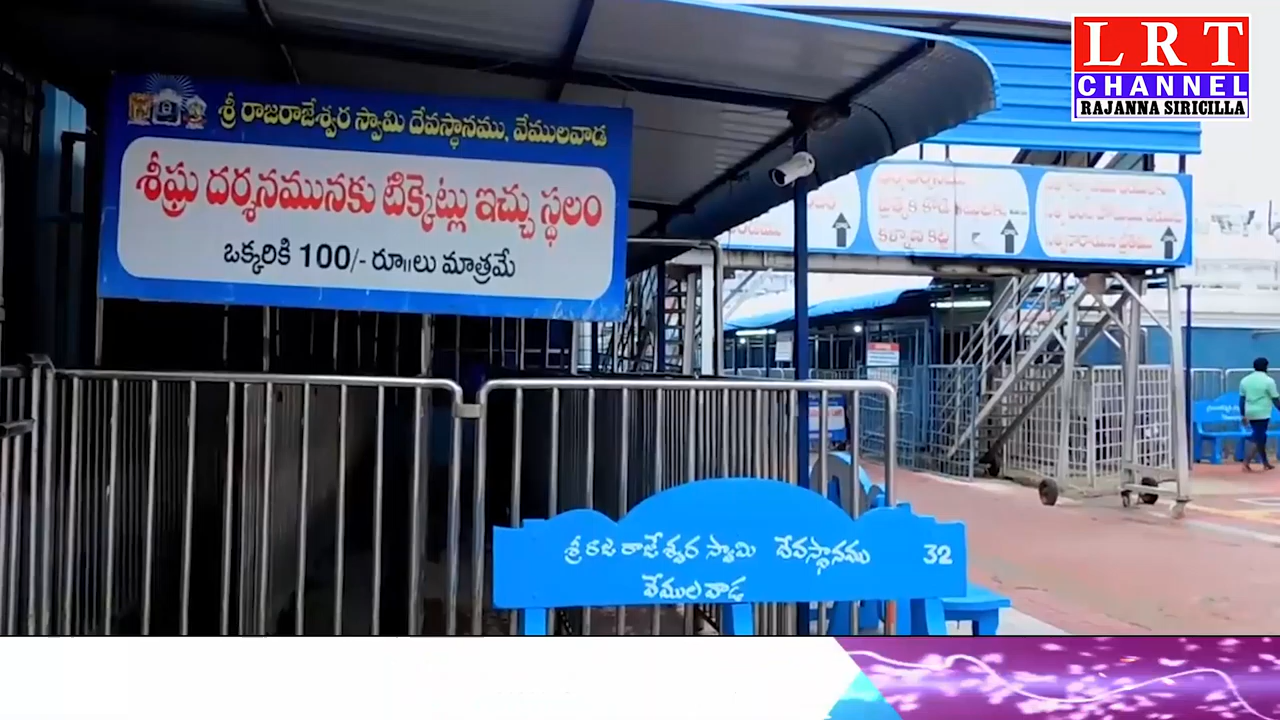 శ్రీ రాజరాజేశ్వర స్వామి దేవస్థానము, వేములవాడ
శీఘ్ర దర్శనమునకు టిక్కెట్లు ఇచ్చు స్థలం
ఒక్కరికి 100/- రూ॥లు మాత్రమే
LRT
CHANNEL
RAJANNA SIRICILLA
శ్రీ రాజ రాజేశ్వర స్వామి దేవస్థానము 32
వేములవాడ